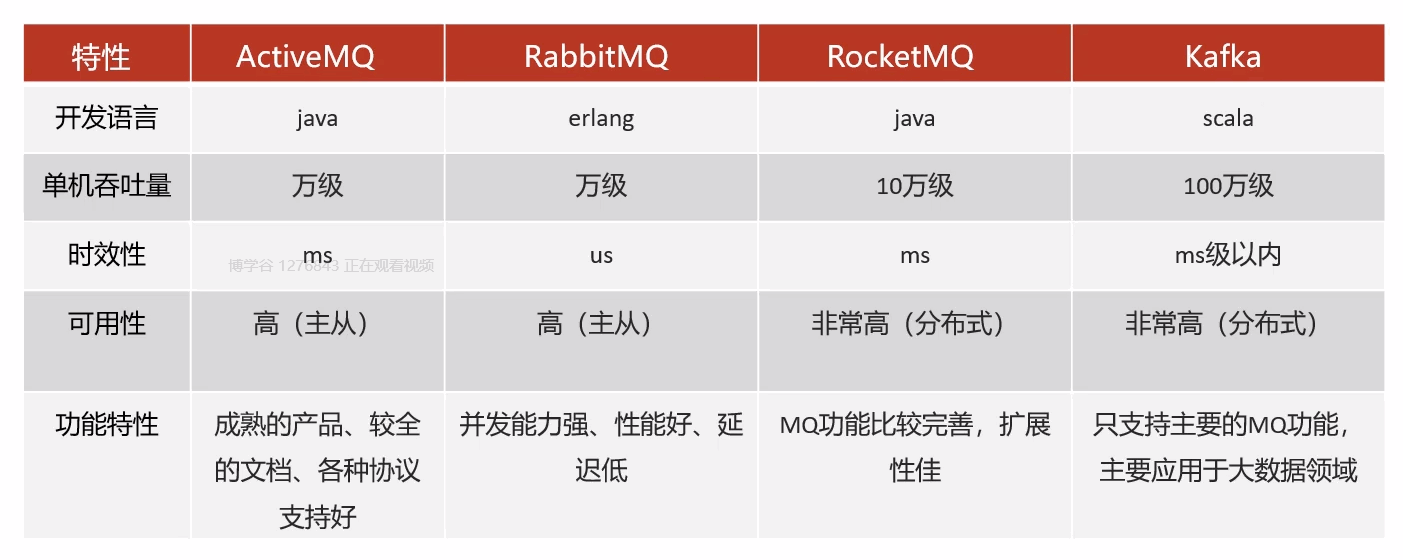 特性 ActiveMQ RabbitMQ RocketMQ Kafka
开发语言 java erlang java scala
单机吞吐量 万级 万级 10万级 100万级
时效性 ms us ms ms级以内
博学谷 1276843 正在观看视频
可用性 高（主从） 高（主从） 非常高（分布式） 非常高（分布式）
功能特性 成熟的产品、较全 并发能力强、性能好、延 MQ功能比较完善，扩展 只支持主要的MQ功能，
的文档、各种协议 迟低 性佳 主要应用于大数据领域
支持好